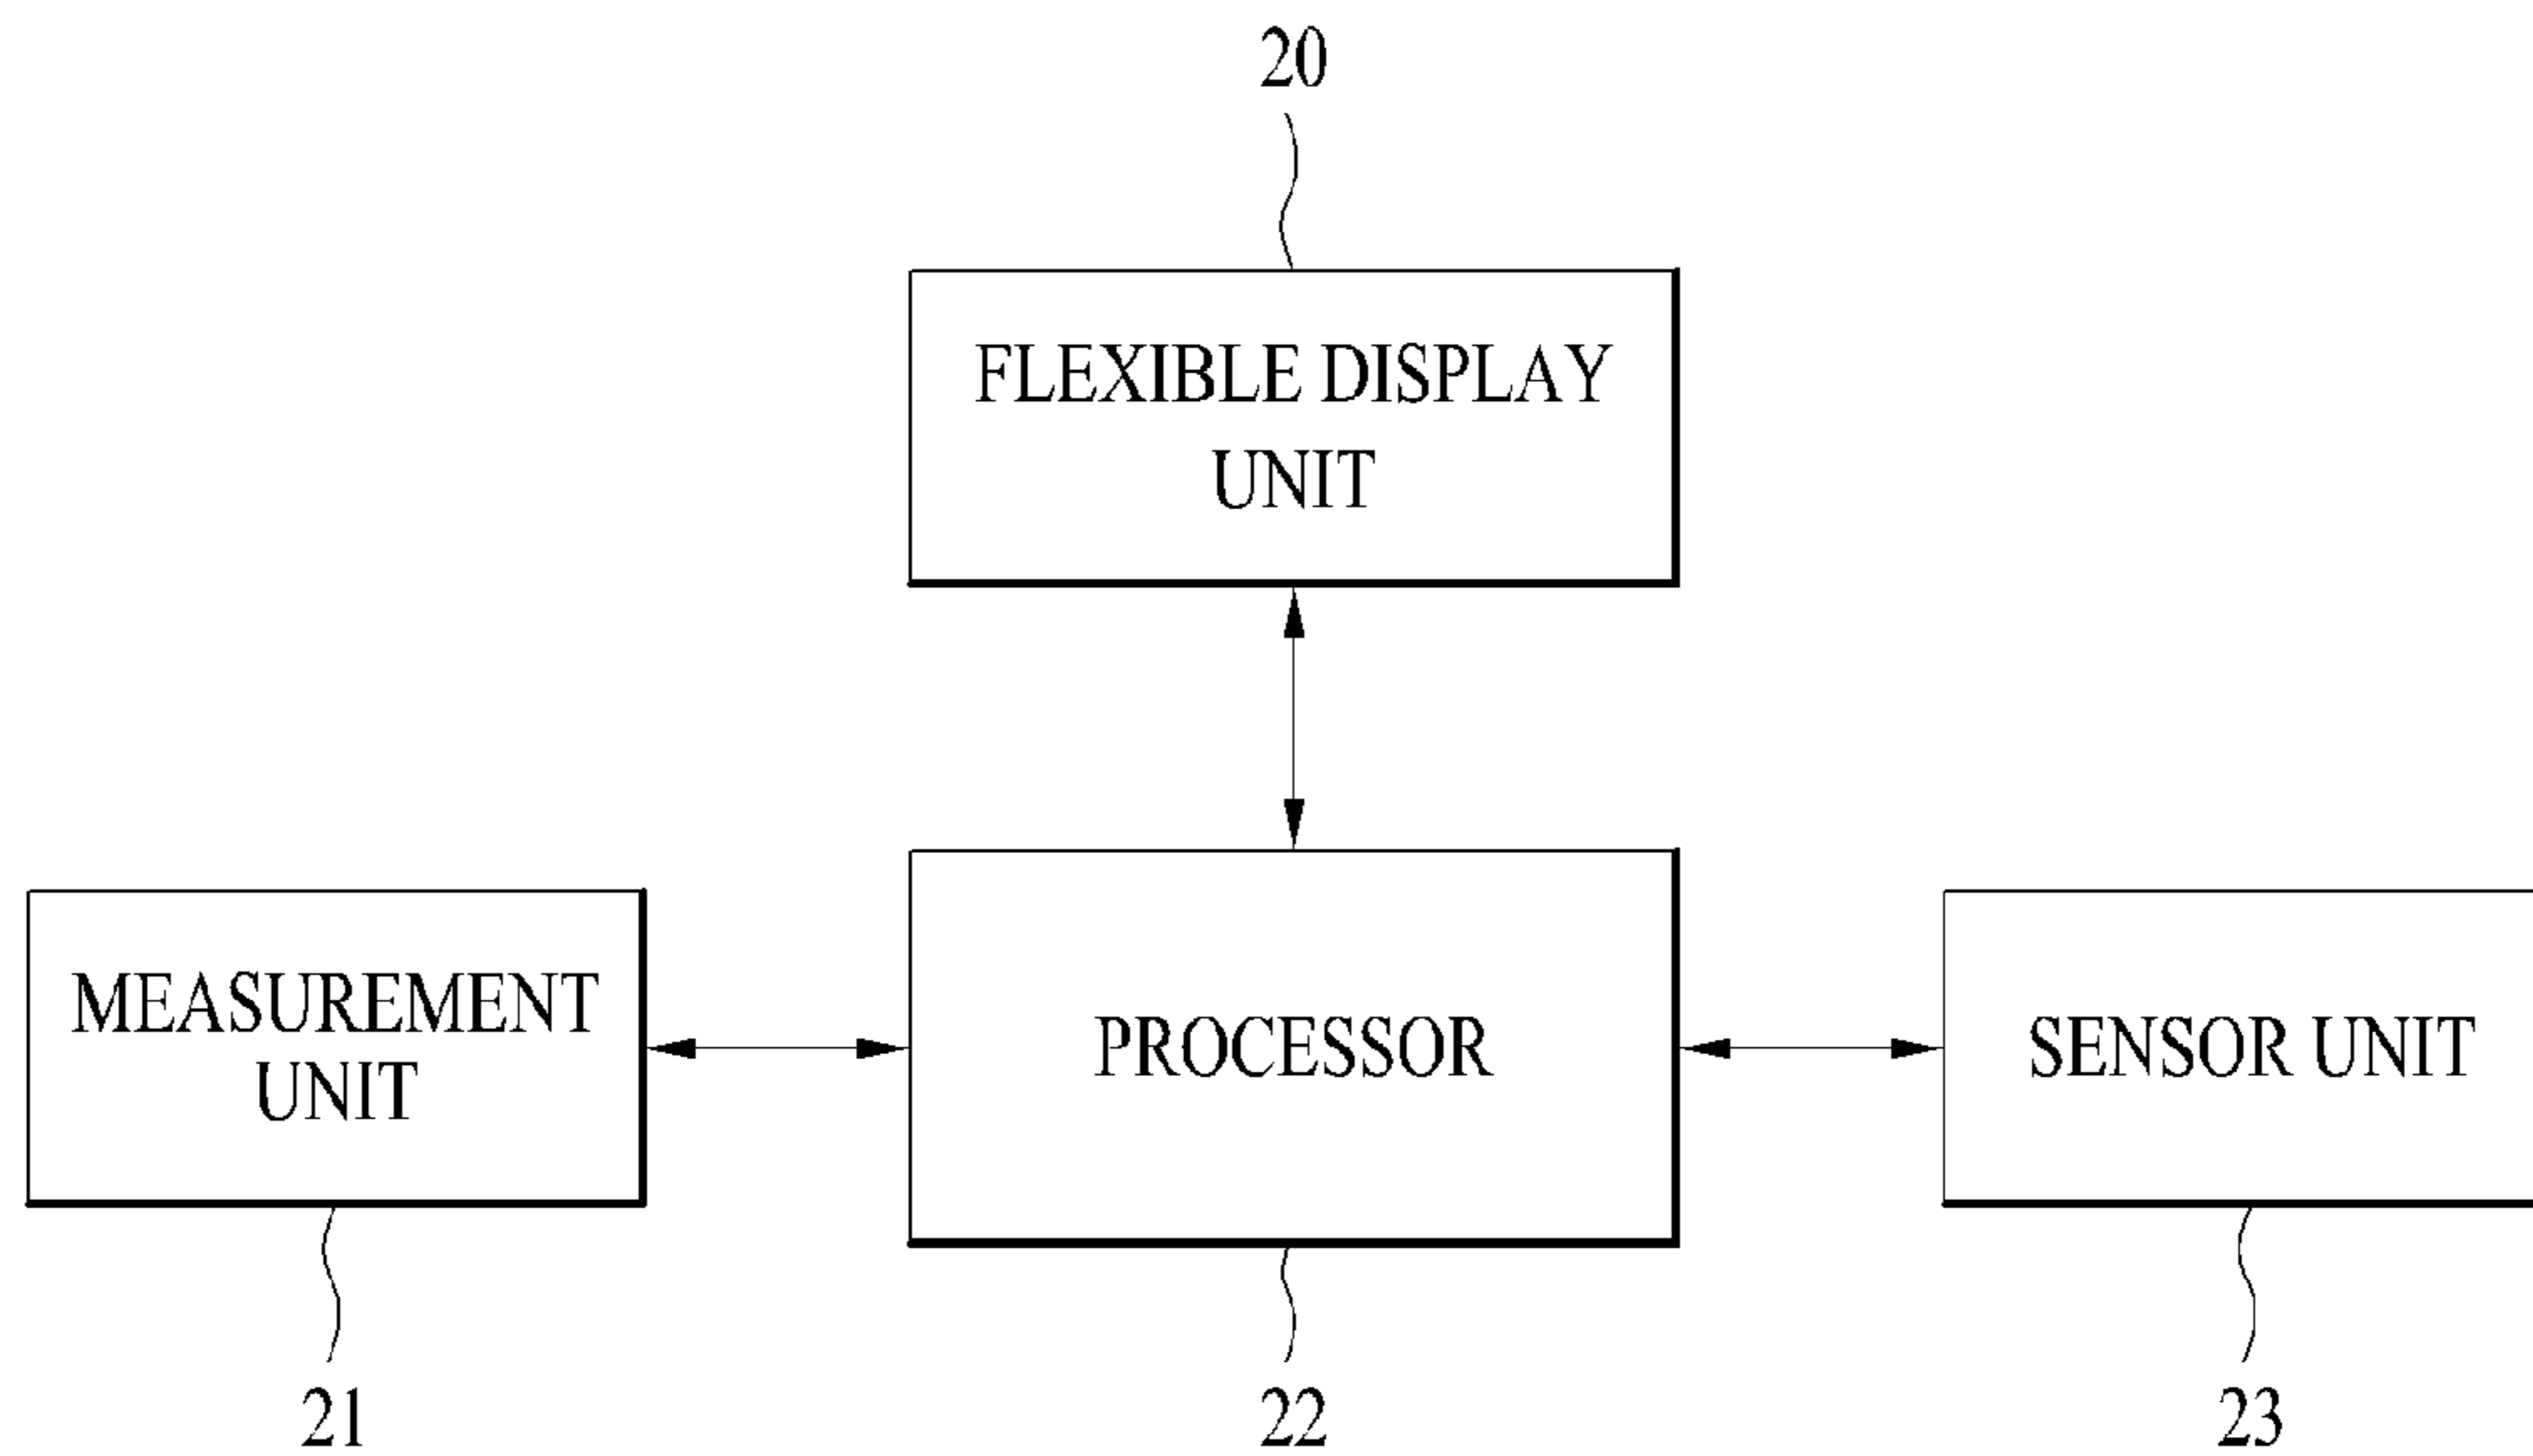 20
FLEXIBLE DISPLAY
UNIT
MEASUREMENT
UNIT
PROCESSOR
SENSOR UNIT
21
22
23